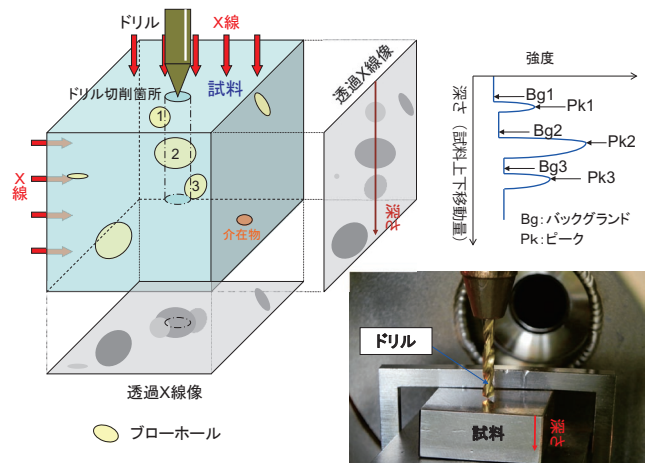 ドリル
X線
ドリル切削箇所
試料
1
2
3
X線
介在物
透過X線像
深さ
透過X線像
ブローホール
強度
深さ（試料上下移動量）
Bg1
Pk1
Bg2
Pk2
Bg3
Pk3
Bg：バックグランド
Pk：ピーク
ドリル
試料
深さ